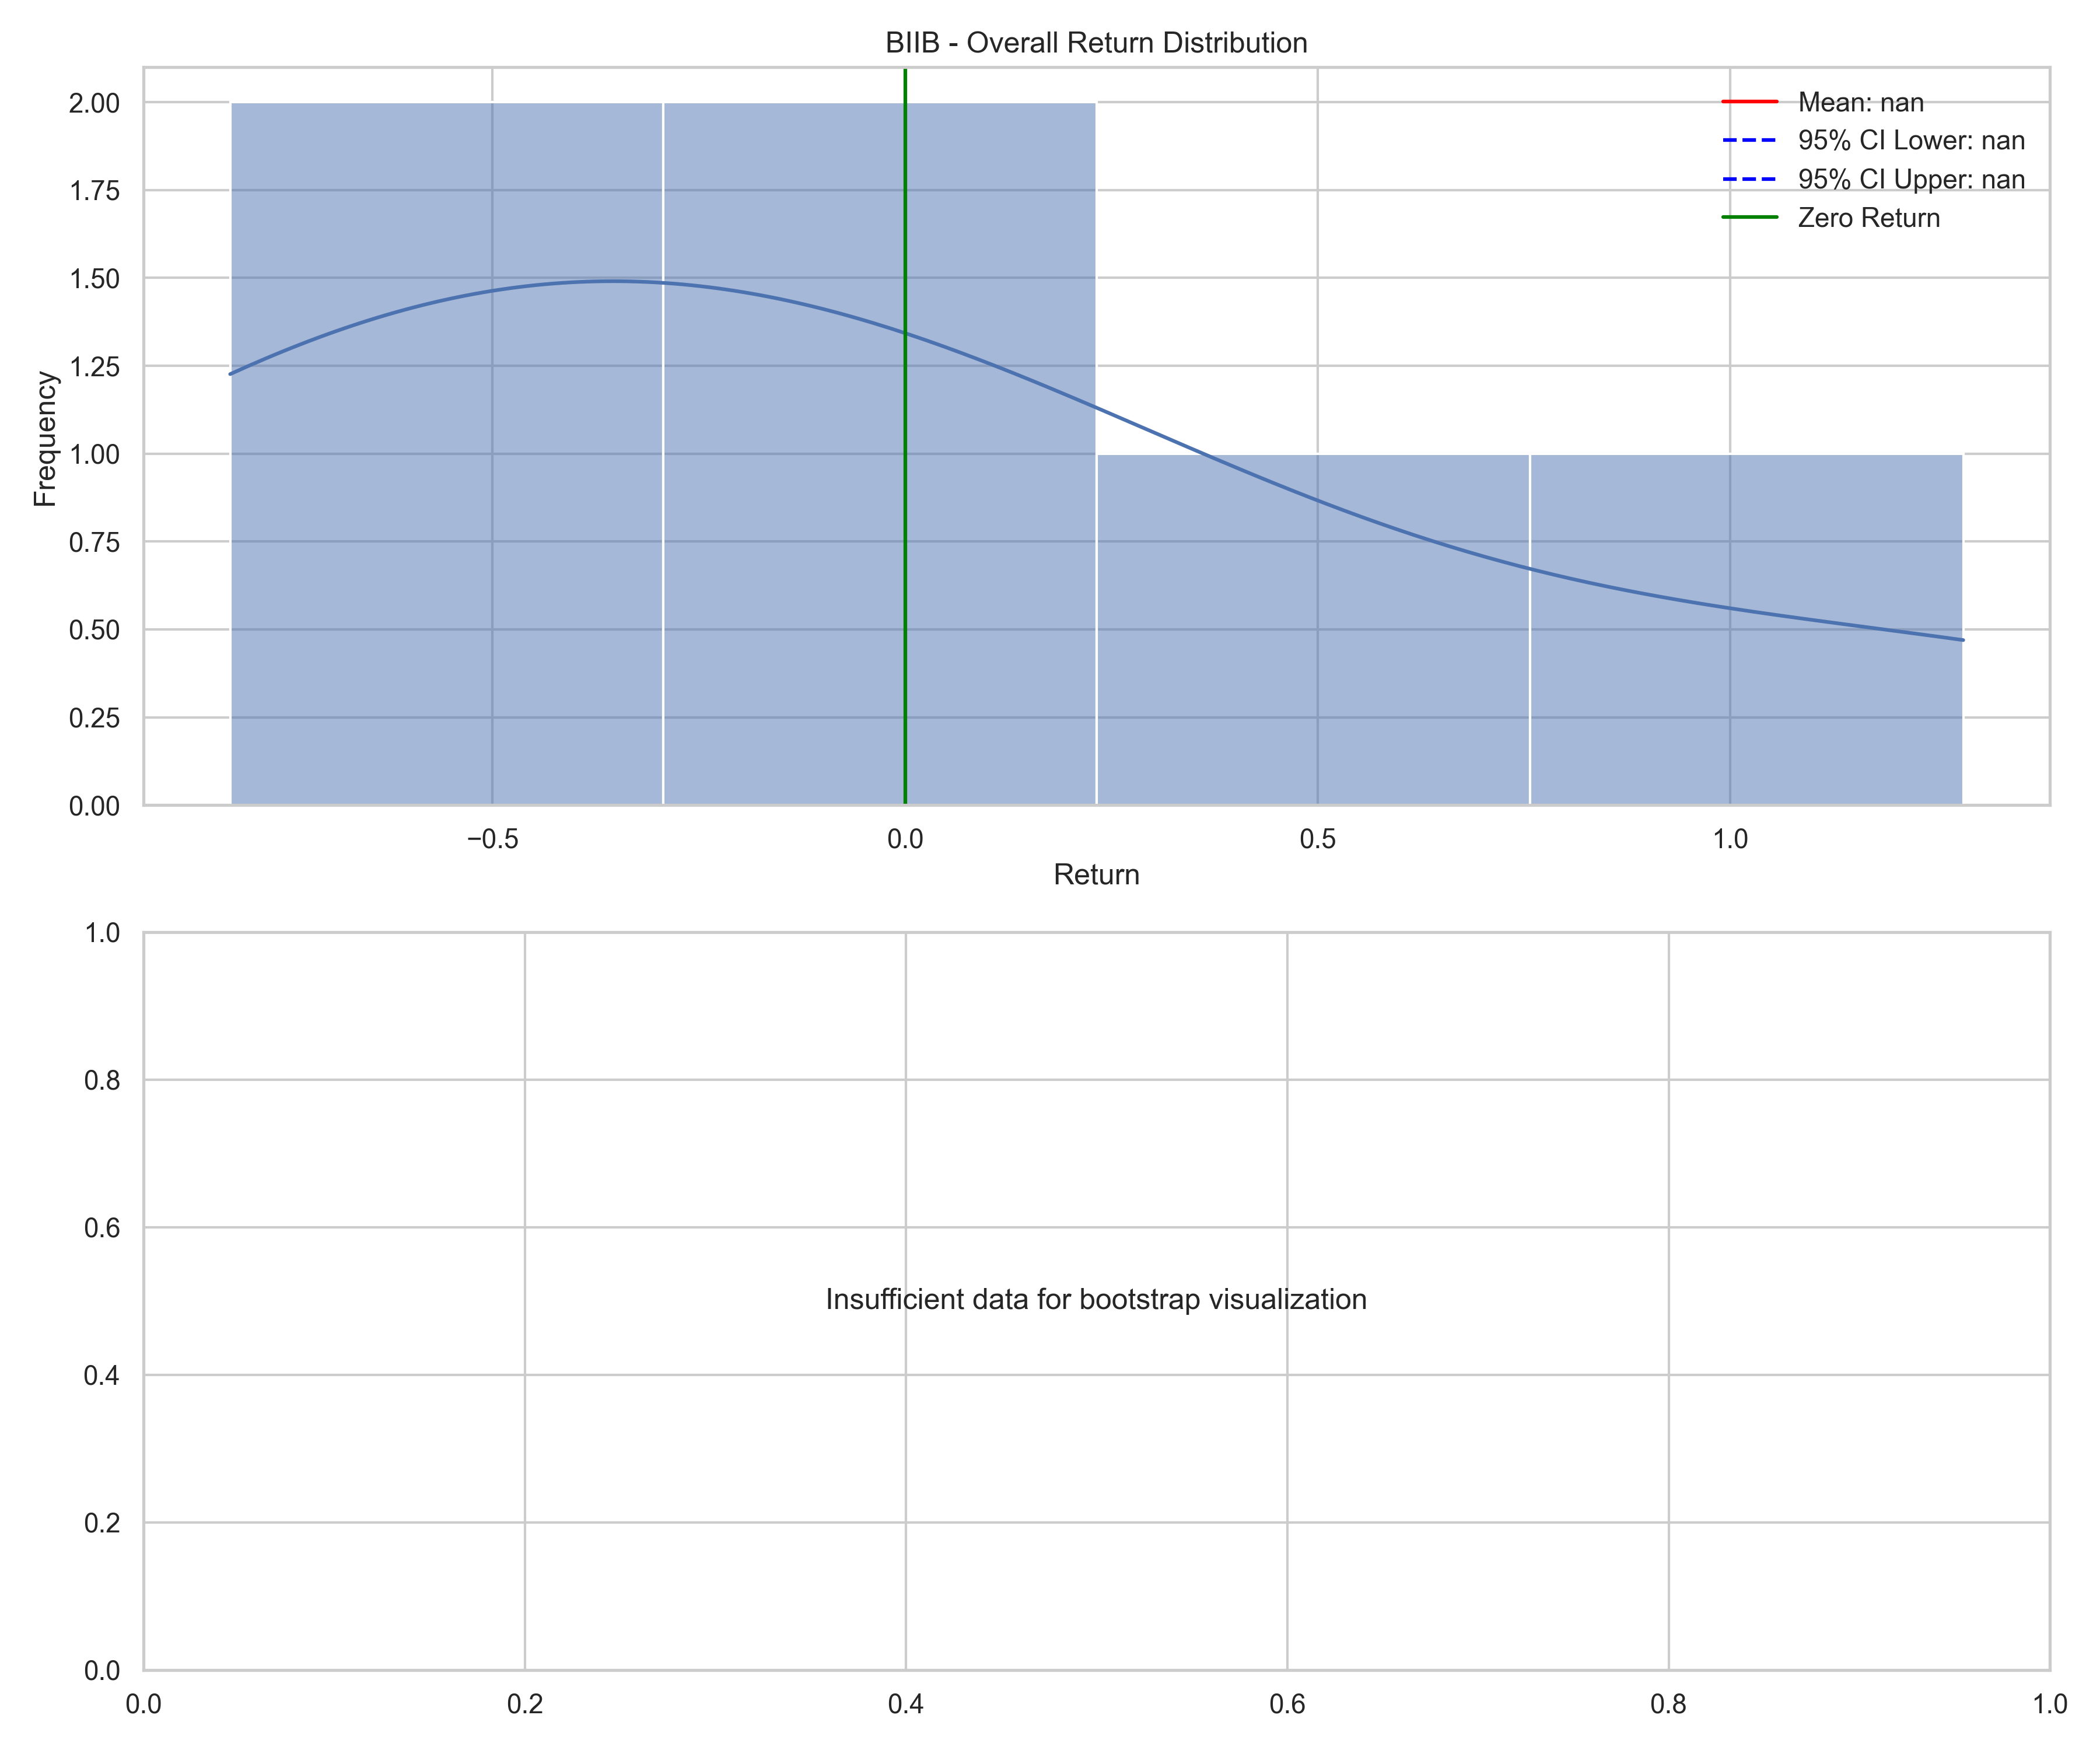 BIIB - Overall Return Distribution
Mean: nan
95% CI Lower: nan
95% CI Upper: nan
Zero Return
2.00
1.75
1.50
1.25
1.00
0.75
0.50
0.25
0.00
Frequency
−0.5 0.0 0.5 1.0
Return
1.0
0.8
0.6
0.4
0.2
0.0
Insufficient data for bootstrap visualization
0.0 0.2 0.4 0.6 0.8 1.0